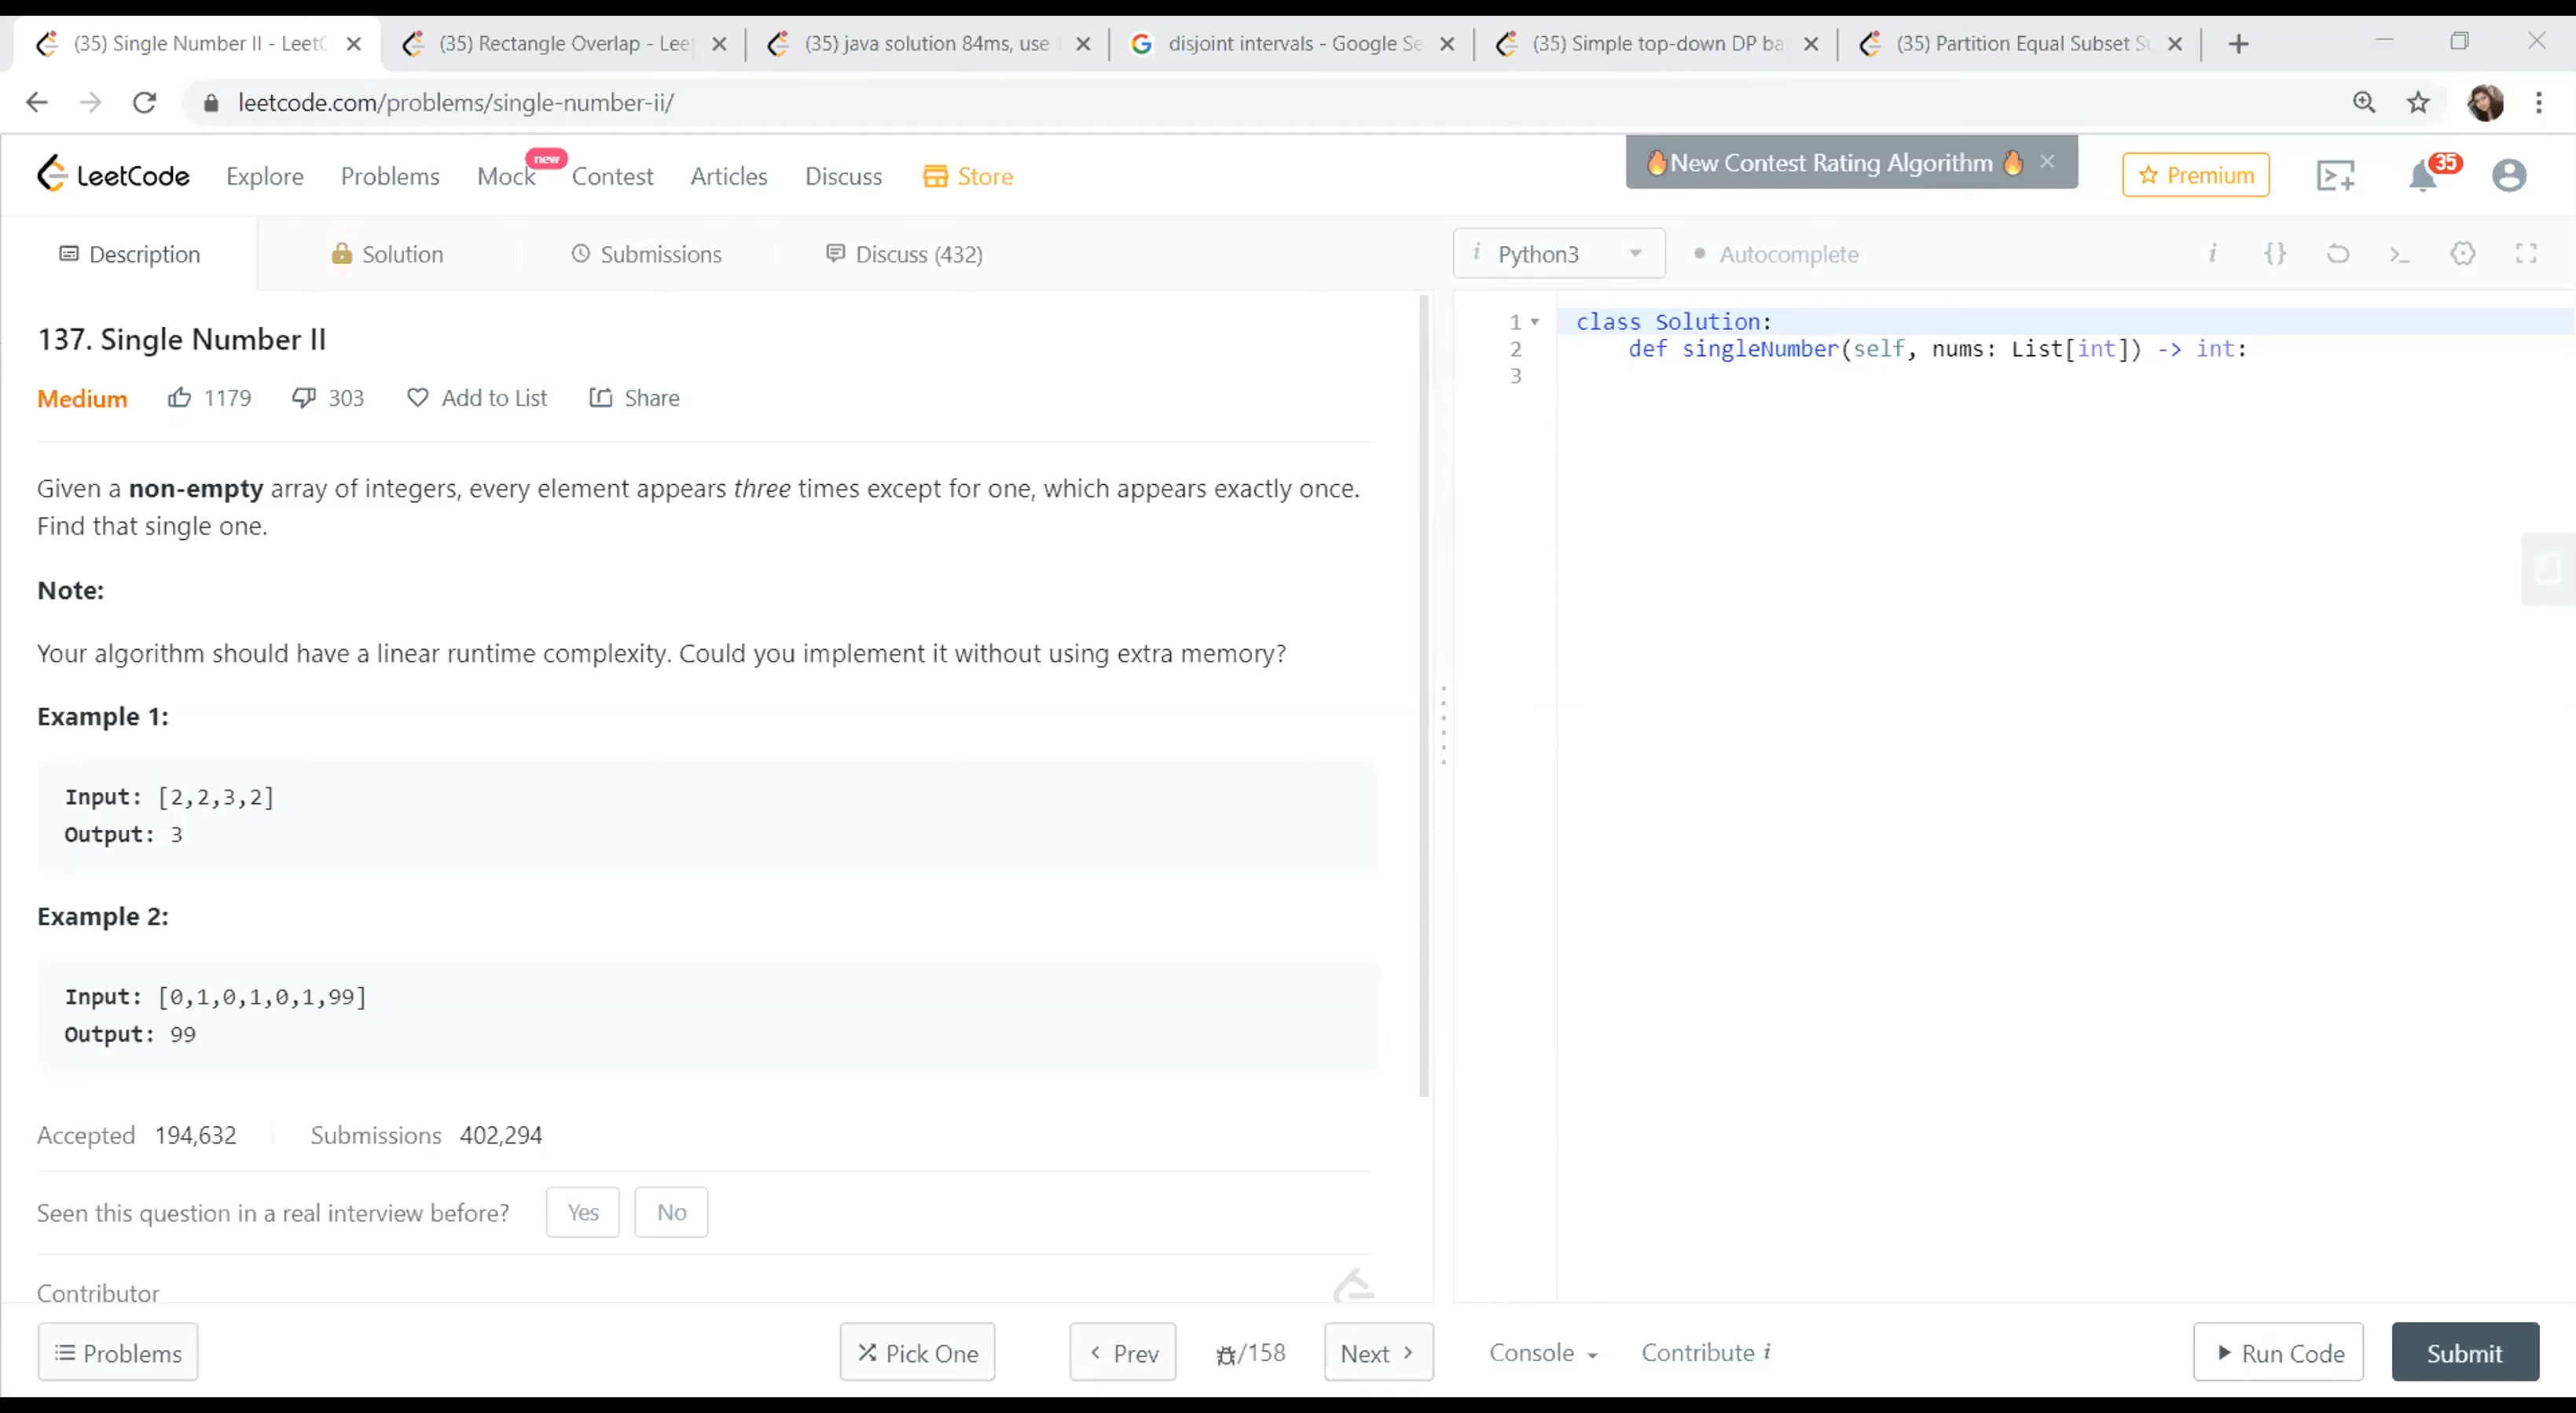 (35) Single Number II - LeetC
(35) Rectangle Overlap - Lee
(35) java solution 84ms, use
disjoint intervals - Google Se
(35) Simple top-down DP ba
(35) Partition Equal Subset Su
leetcode.com/problems/single-number-ii/
LeetCode
Explore
Problems
Mock
new
Contest
Articles
Discuss
Store
🔥New Contest Rating Algorithm 🔥
Premium
35
Description
Solution
Submissions
Discuss (432)
i Python3
Autocomplete
137. Single Number II
Medium
1179
303
Add to List
Share
Given a non-empty array of integers, every element appears three times except for one, which appears exactly once.
Find that single one.
Note:
Your algorithm should have a linear runtime complexity. Could you implement it without using extra memory?
Example 1:
Input: [2,2,3,2]
Output: 3
Example 2:
Input: [0,1,0,1,0,1,99]
Output: 99
Accepted 194,632
Submissions 402,294
Seen this question in a real interview before?
Yes
No
Contributor
1 class Solution:
2 def singleNumber(self, nums: List[int]) -> int:
3
Problems
Pick One
Prev
/158
Next
Console
Contribute i
Run Code
Submit